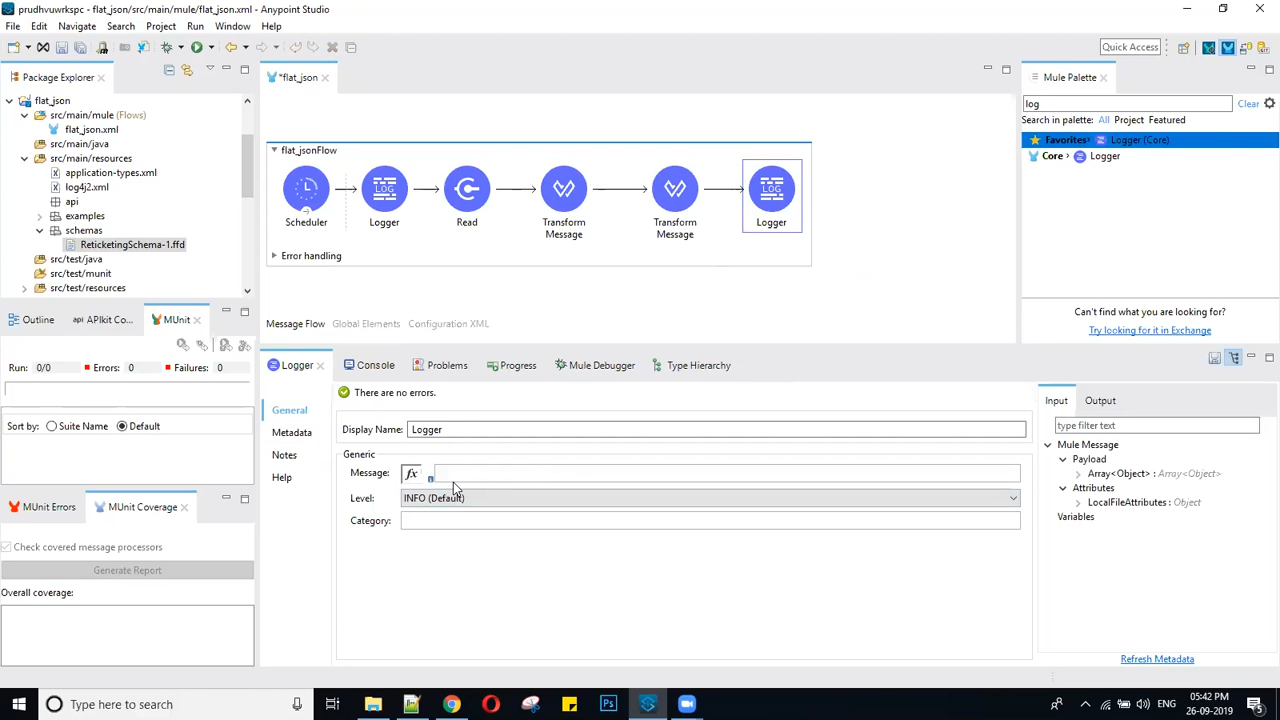 prudhvuwrkspc - flat_json/src/main/mule/flat_json.xml - Anypoint Studio
File Edit Navigate Search Project Run Window Help
Quick Access
Package Explorer
flat_json
src/main/mule (Flows)
flat_json.xml
src/main/java
src/main/resources
application-types.xml
log4j2.xml
api
examples
schemas
ReticketingSchema-1.ffd
src/test/java
src/test/munit
src/test/resources
*flat_json
flat_jsonFlow
LOG
LOG
Scheduler
Logger
Read
Transform Message
Transform Message
Logger
Error handling
Message Flow Global Elements Configuration XML
Mule Palette
log
Clear
Search in palette: All Project Featured
Favorites> Logger (Core)
Core > Logger
Can't find what you are looking for?
Try looking for it in Exchange
Outline
api APIkit Co...
MUnit
Run: 0/0 Errors: 0 Failures: 0
Sort by: Suite Name Default
MUnit Errors
MUnit Coverage
Check covered message processors
Generate Report
Overall coverage:
Logger
Console
Problems
Progress
Mule Debugger
Type Hierarchy
There are no errors.
General
Metadata
Notes
Help
Display Name: Logger
Generic
Message: fx
Level: INFO (Default)
Category:
Input Output
type filter text
Mule Message
Payload
Array<Object> : Array<Object>
Attributes
LocalFileAttributes : Object
Variables
Refresh Metadata
Type here to search
Ps
05:42 PM
26-09-2019
5